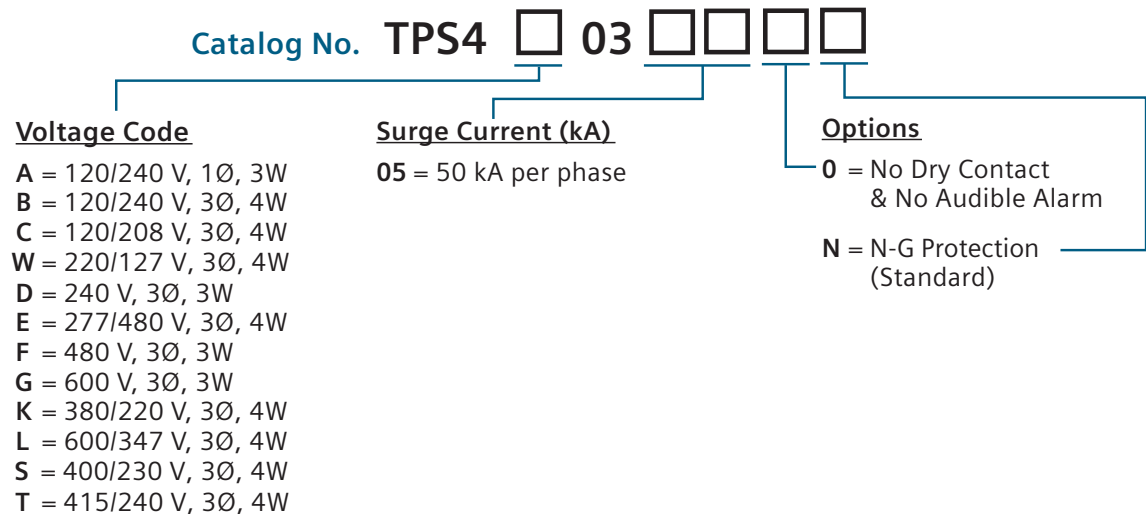 Catalog No. TPS4 03
Voltage Code
A = 120/240 V, 1Ø, 3W
B = 120/240 V, 3Ø, 4W
C = 120/208 V, 3Ø, 4W
W = 220/127 V, 3Ø, 4W
D = 240 V, 3Ø, 3W
E = 277/480 V, 3Ø, 4W
F = 480 V, 3Ø, 3W
G = 600 V, 3Ø, 3W
K = 380/220 V, 3Ø, 4W
L = 600/347 V, 3Ø, 4W
S = 400/230 V, 3Ø, 4W
T = 415/240 V, 3Ø, 4W
Surge Current (kA)
05 = 50 kA per phase
Options
0 = No Dry Contact
& No Audible Alarm
N = N-G Protection
(Standard)